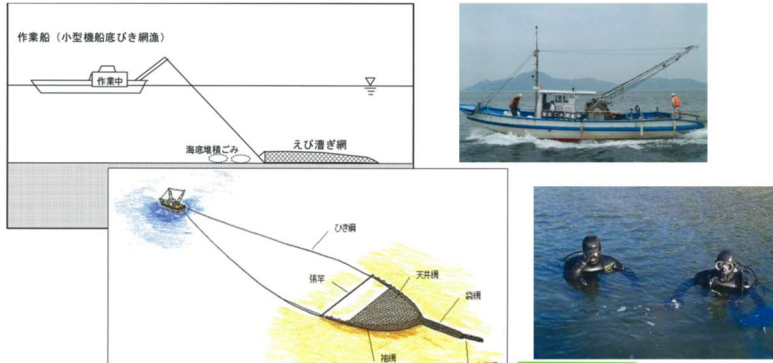 作業船（小型機船底びき網漁）
作業中
えび漕ぎ網
海底堆積ごみ
ひき綱
張竿
天井網
袋網
袖網